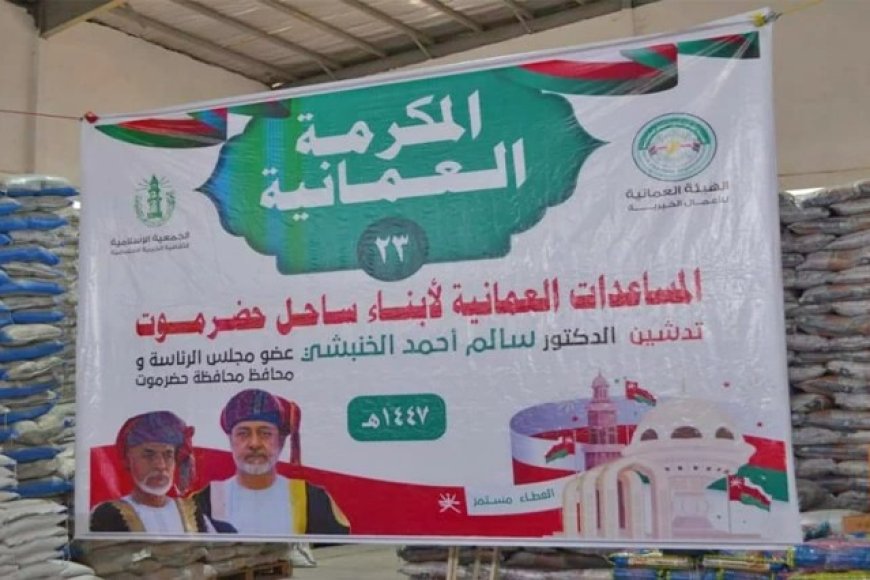 المكرمة
العمانية
٢٣
الهيئة العمانية
للأعمال الخيرية
الجمعية الإسلامية
المساعدات العمانية لأبناء ساحل حضرموت
تدشين الدكتور سالم أحمد الخنبشي عضو مجلس الرئاسة و
محافظ محافظة حضرموت
١٤٤٧هـ
العطاء مستمر